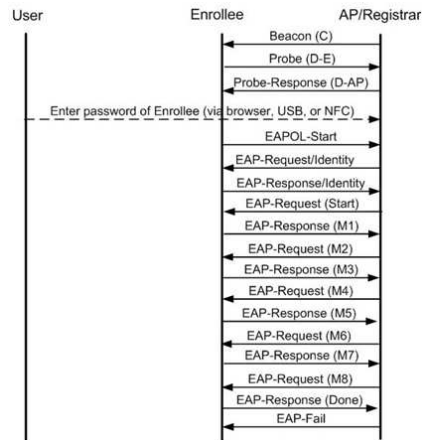 User Enrollee AP/Registrar
Beacon (C)
Probe (D-E)
Probe-Response (D-AP)
Enter password of Enrollee (via browser, USB, or NFC)
EAPOL-Start
EAP-Request/Identity
EAP-Response/Identity
EAP-Request (Start)
EAP-Response (M1)
EAP-Request (M2)
EAP-Response (M3)
EAP-Request (M4)
EAP-Response (M5)
EAP-Request (M6)
EAP-Response (M7)
EAP-Request (M8)
EAP-Response (Done)
EAP-Fail